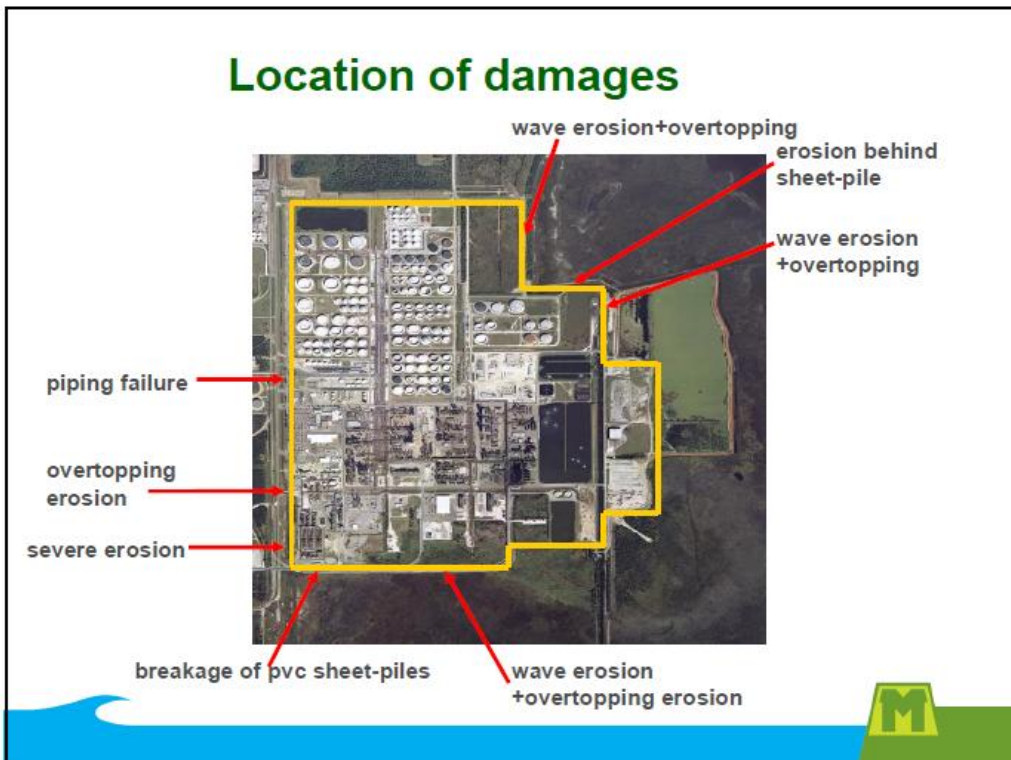 Location of damages
wave erosion+overtopping
erosion behind
sheet-pile
wave erosion
+overtopping
piping failure
overtopping
erosion
severe erosion
breakage of pvc sheet-piles
wave erosion
+overtopping erosion
M